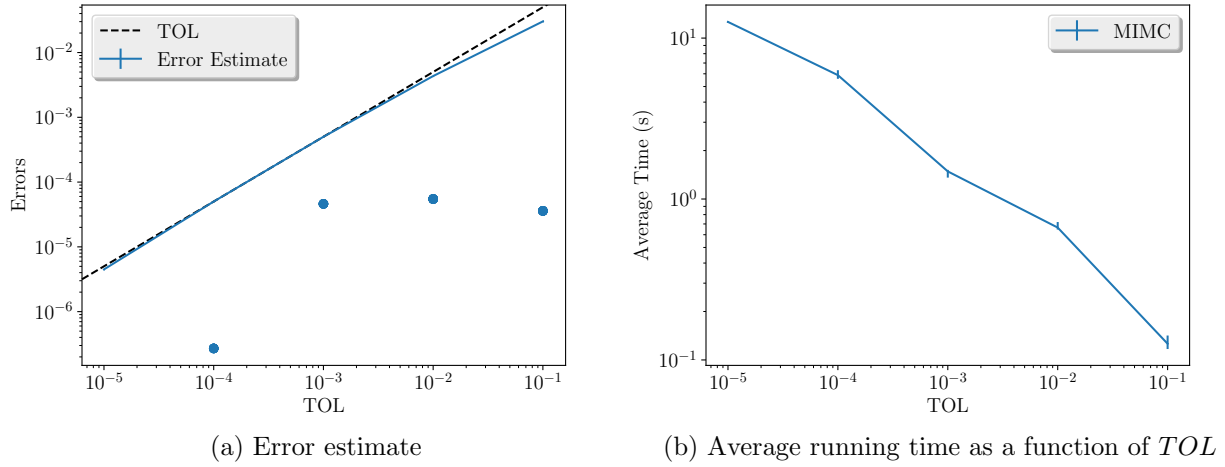 TOL
Error Estimate
10^{-2}
10^{-3}
10^{-4}
10^{-5}
10^{-6}
Errors
10^{-5} 10^{-4} 10^{-3} 10^{-2} 10^{-1}
TOL
(a) Error estimate
MIMC
10^{1}
10^{0}
10^{-1}
Average Time (s)
10^{-5} 10^{-4} 10^{-3} 10^{-2} 10^{-1}
TOL
(b) Average running time as a function of TOL